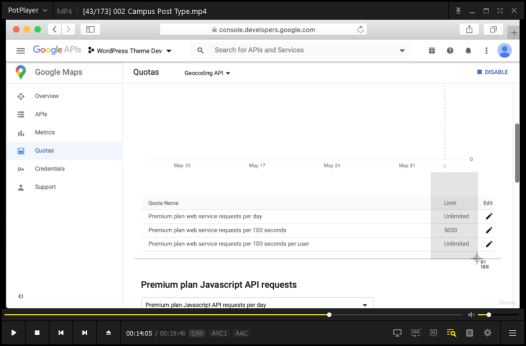 PotPlayer MP4 [43/173] 002 Campus Post Type.mp4
console.developers.google.com
Google APIs WordPress Theme Dev Search for APIs and Services
Google Maps Quotas Geocoding API DISABLE
Overview
APIs
Metrics
Quotas
Credentials
Support
0
May 10 May 17 May 24 May 31
Quota Name Limit Edit
Premium plan web service requests per day Unlimited
Premium plan web service requests per 100 seconds 5000
Premium plan web service requests per 100 seconds per user Unlimited
91
168
Premium plan Javascript API requests
Premium plan Javascript API requests per day
00:14:05 / 00:19:46 S/W AVC1 AAC
360° 3D